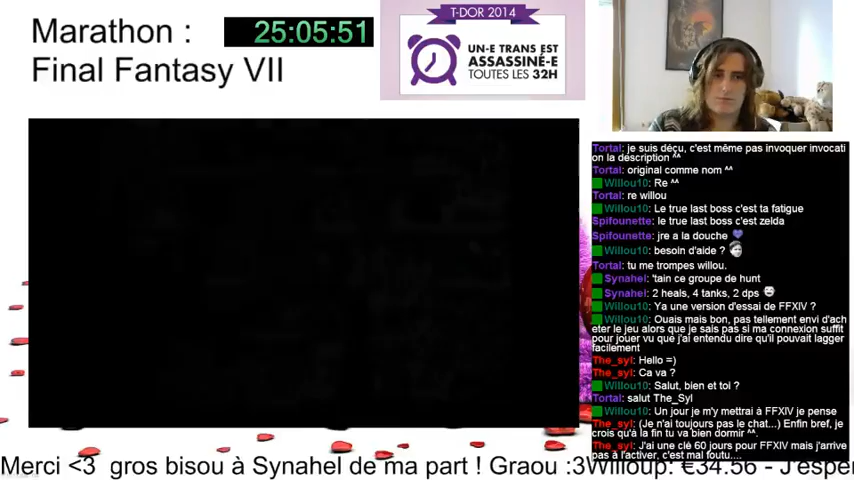 Marathon :
Final Fantasy VII
25:05:51
T-DOR 2014
UN-E TRANS EST
ASSASSINÉ-E
TOUTES LES 32H
Tortal: je suis déçu, c'est même pas invoquer invocati
on la description ^^
Tortal: original comme nom ^^
Willou10: Re ^^
Tortal: re willou
Willou10: Le true last boss c'est ta fatigue
Spifounette: le true last boss c'est zelda
Spifounette: jre a la douche
Willou10: besoin d'aide ?
Tortal: tu me trompes willou.
Synahel: 'tain ce groupe de hunt
Synahel: 2 heals, 4 tanks, 2 dps
Willou10: Ya une version d'essai de FFXIV ?
Willou10: Ouais mais bon, pas tellement envi d'ach
eter le jeu alors que je sais pas si ma connexion suffit
pour jouer vu que j'ai entendu dire qu'il pouvait lagger
facilement
The_syl: Hello =)
The_syl: Ca va ?
Willou10: Salut, bien et toi ?
Tortal: salut The_Syl
Willou10: Un jour je m'y mettrai à FFXIV je pense
The_syl: (Je n'ai toujours pas le chat...) Enfin bref, je
crois qu'à la fin tu va bien dormir ^^.
The_syl: J'ai une clé 60 jours pour FFXIV mais j'arrive
pas à l'activer, c'est mal foutu....
Merci <3 gros bisou à Synahel de ma part ! Graou :3Willoup: €34.56 - J'espe